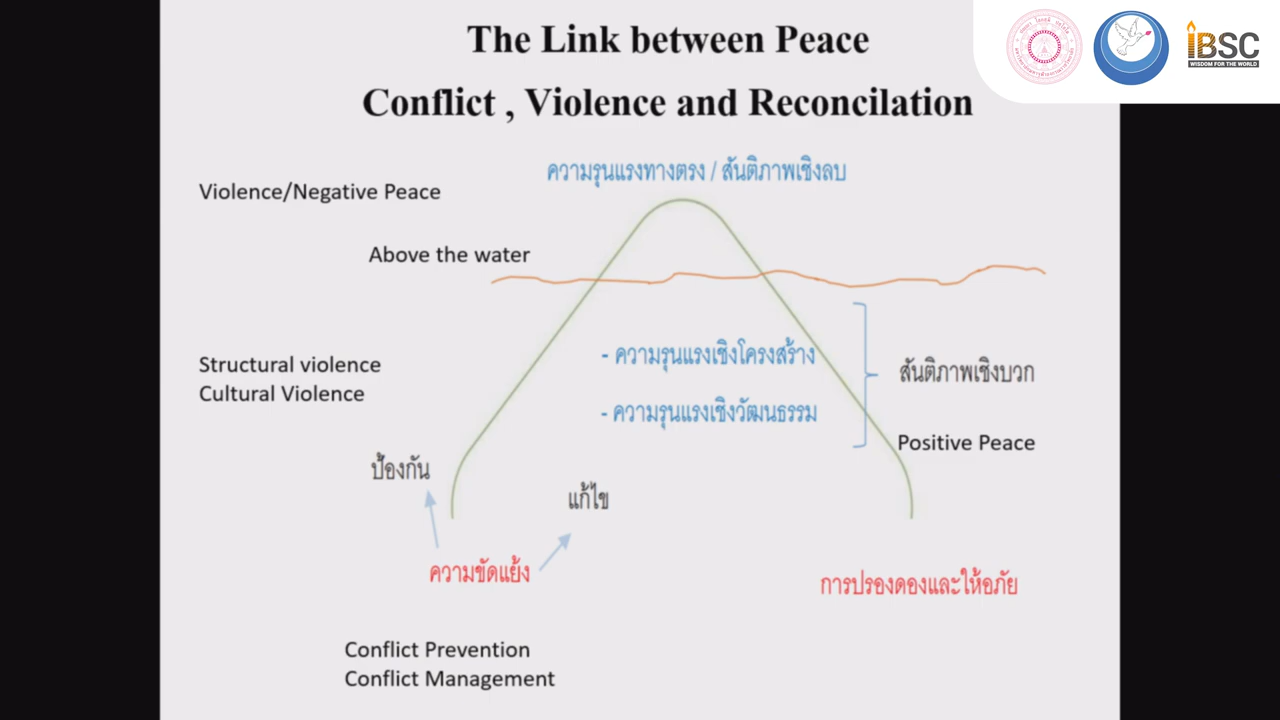 The Link between Peace
Conflict , Violence and Reconcilation
iBSC
WISDOM FOR THE WORLD
ความรุนแรงทางตรง / สันติภาพเชิงลบ
Violence/Negative Peace
Above the water
- ความรุนแรงเชิงโครงสร้าง
Structural violence
Cultural Violence
สันติภาพเชิงบวก
- ความรุนแรงเชิงวัฒนธรรม
Positive Peace
ป้องกัน
แก้ไข
ความขัดแย้ง
การปรองดองและให้อภัย
Conflict Prevention
Conflict Management